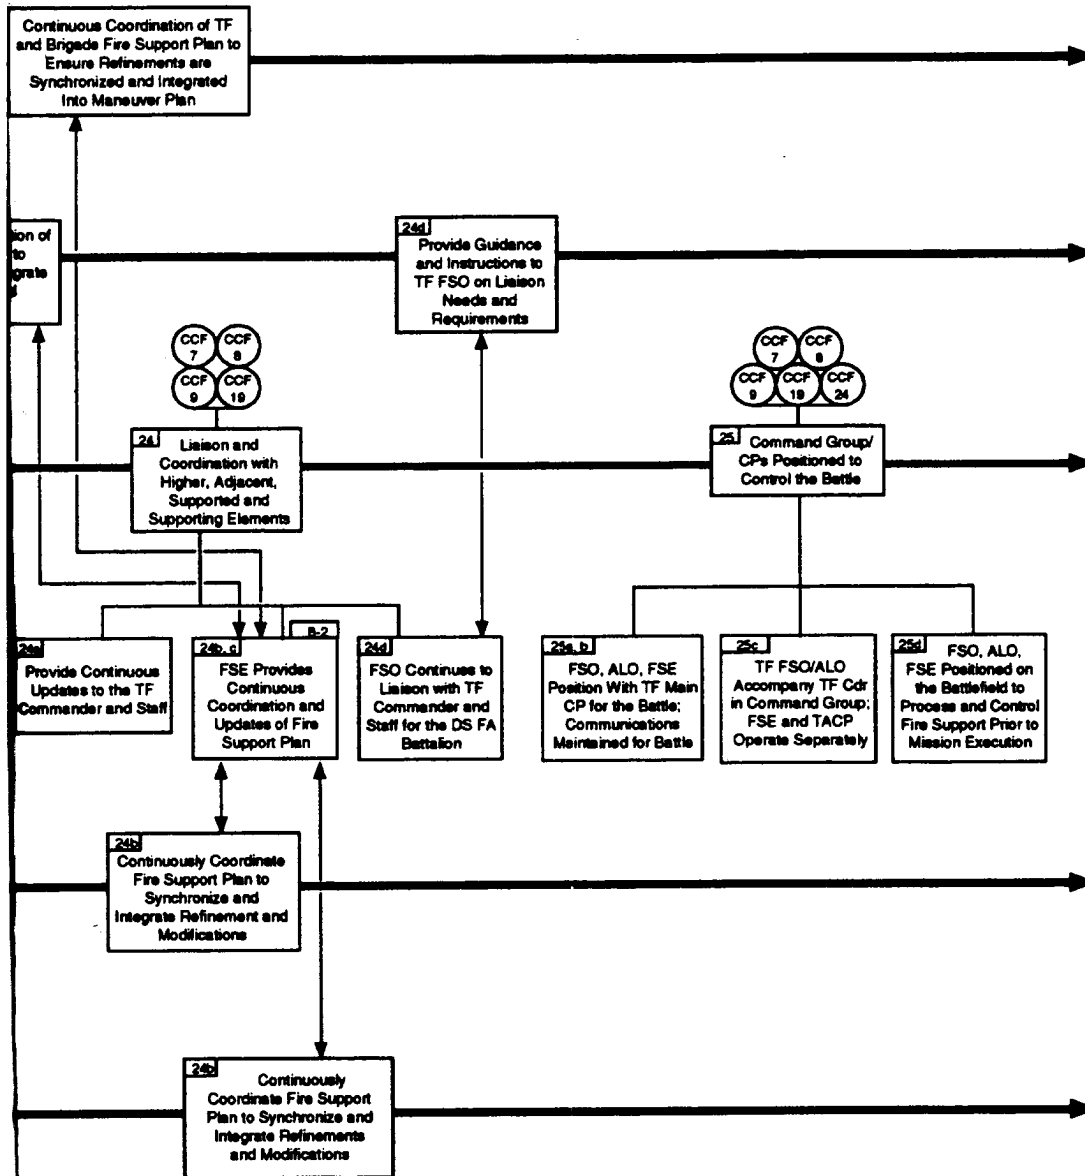 Continuous Coordination of TF
and Brigade Fire Support Plan to
Ensure Refinements are
Synchronized and Integrated
Into Maneuver Plan
ion of
to
grate
24d
Provide Guidance
and Instructions to
TF FSO on Liaison
Needs and
Requirements
CCF
7
CCF
8
CCF
9
CCF
19
CCF
7
CCF
8
CCF
9
CCF
19
CCF
24
24
Liaison and
Coordination with
Higher, Adjacent,
Supported and
Supporting Elements
25
Command Group/
CPs Positioned to
Control the Battle
24a
Provide Continuous
Updates to the TF
Commander and Staff
B-2
24b, c
FSE Provides
Continuous
Coordination and
Updates of Fire
Support Plan
24d
FSO Continues to
Liaison with TF
Commander and
Staff for the DS FA
Battalion
25a, b
FSO, ALO, FSE
Position With TF Main
CP for the Battle;
Communications
Maintained for Battle
25c
TF FSO/ALO
Accompany TF Cdr
in Command Group;
FSE and TACP
Operate Separately
25d
FSO, ALO,
FSE Positioned on
the Battlefield to
Process and Control
Fire Support Prior to
Mission Execution
24b
Continuously Coordinate
Fire Support Plan to
Synchronize and
Integrate Refinement and
Modifications
24b
Continuously
Coordinate Fire Support
Plan to Synchronize and
Integrate Refinements
and Modifications